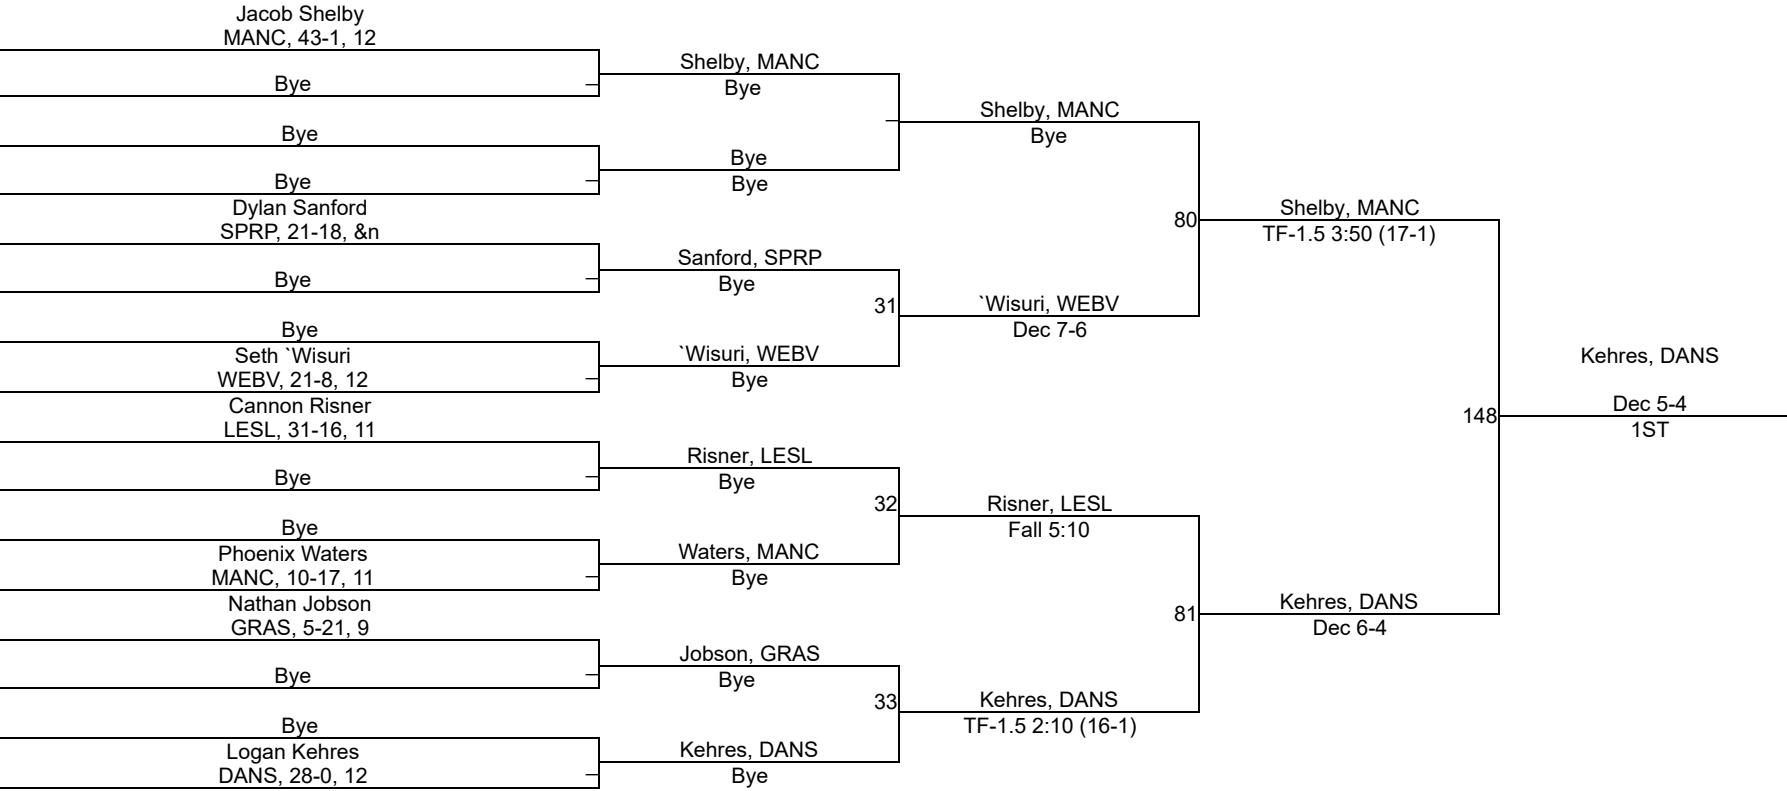 Jacob Shelby
MANC, 43-1, 12
Bye
Bye
Bye
Dylan Sanford
SPRP, 21-18, &n
Bye
Bye
Seth `Wisuri
WEBV, 21-8, 12
Cannon Risner
LESL, 31-16, 11
Bye
Bye
Phoenix Waters
MANC, 10-17, 11
Nathan Jobson
GRAS, 5-21, 9
Bye
Bye
Logan Kehres
DANS, 28-0, 12
Shelby, MANC
Bye
Bye
Bye
Sanford, SPRP
Bye
31
`Wisuri, WEBV
Bye
Risner, LESL
Bye
32
Waters, MANC
Bye
Jobson, GRAS
Bye
33
Kehres, DANS
Bye
Shelby, MANC
Bye
80
`Wisuri, WEBV
Dec 7-6
Risner, LESL
Fall 5:10
81
Kehres, DANS
TF-1.5 2:10 (16-1)
Shelby, MANC
TF-1.5 3:50 (17-1)
148
Kehres, DANS
Dec 6-4
Kehres, DANS
Dec 5-4
1ST